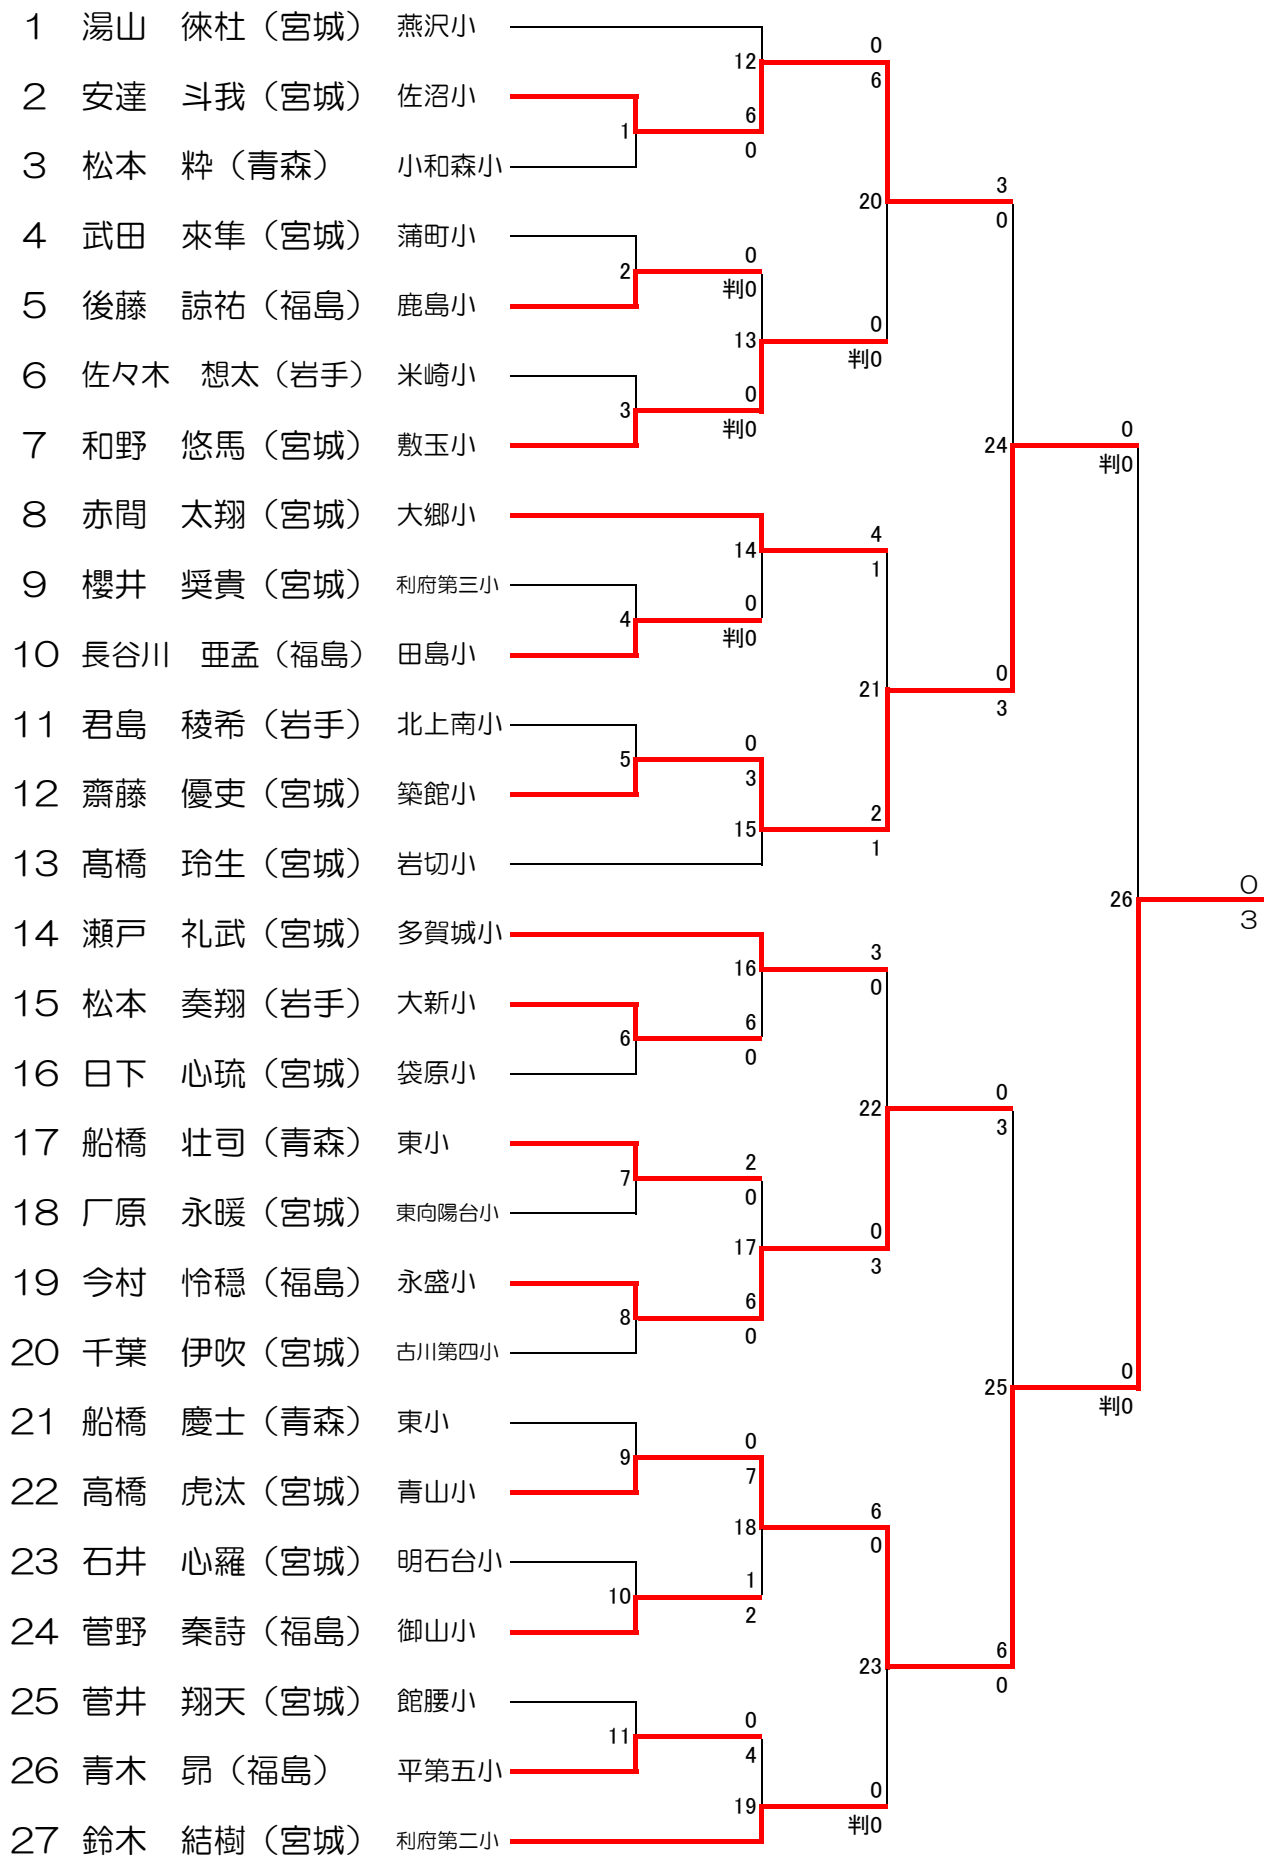 1 湯山 徠杜（宮城） 燕沢小
0
12
6
2 安達 斗我（宮城） 佐沼小
6
1
0
3 松本 粋（青森） 小和森小
3
20
0
4 武田 來隼（宮城） 蒲町小
0
2
判0
5 後藤 諒祐（福島） 鹿島小
0
13
判0
6 佐々木 想太（岩手） 米崎小
0
3
判0
7 和野 悠馬（宮城） 敷玉小
0
24
判0
8 赤間 太翔（宮城） 大郷小
4
14
1
9 櫻井 奨貴（宮城） 利府第三小
0
4
判0
10 長谷川 亜孟（福島） 田島小
0
21
3
11 君島 稜希（岩手） 北上南小
0
5
3
12 齋藤 優吏（宮城） 築館小
2
15
1
13 髙橋 玲生（宮城） 岩切小
0
26
3
14 瀬戸 礼武（宮城） 多賀城小
3
16
0
15 松本 奏翔（岩手） 大新小
6
6
0
16 日下 心琉（宮城） 袋原小
0
22
3
17 船橋 壮司（青森） 東小
2
7
0
18 厂原 永暖（宮城） 東向陽台小
0
17
3
19 今村 怜穏（福島） 永盛小
6
8
0
20 千葉 伊吹（宮城） 古川第四小
0
25
判0
21 船橋 慶士（青森） 東小
0
9
7
22 高橋 虎汰（宮城） 青山小
6
18
0
23 石井 心羅（宮城） 明石台小
1
10
2
24 菅野 秦詩（福島） 御山小
6
23
0
25 菅井 翔天（宮城） 館腰小
0
11
4
26 青木 昴（福島） 平第五小
0
19
判0
27 鈴木 結樹（宮城） 利府第二小